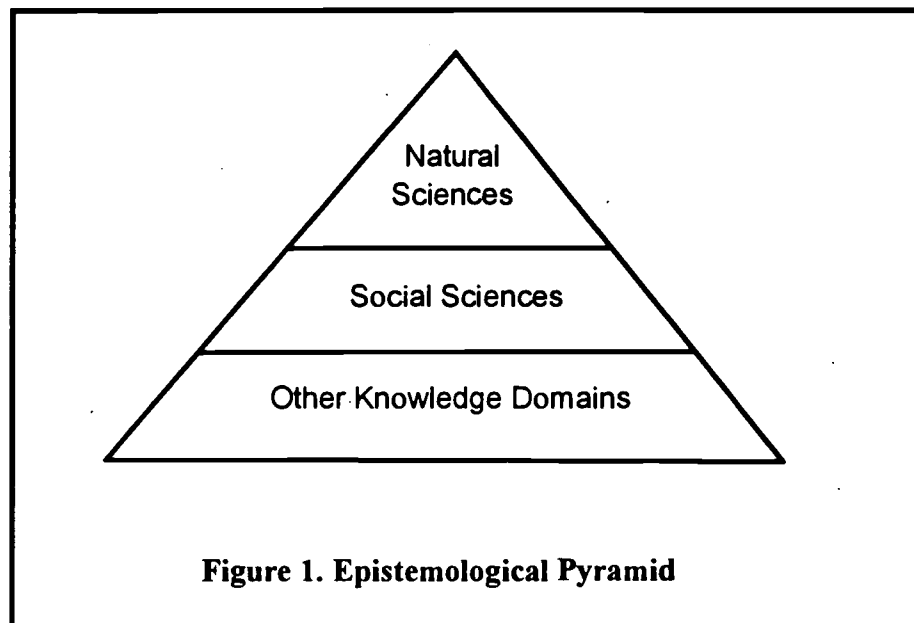 Natural
Sciences
Social Sciences
Other Knowledge Domains
Figure 1. Epistemological Pyramid